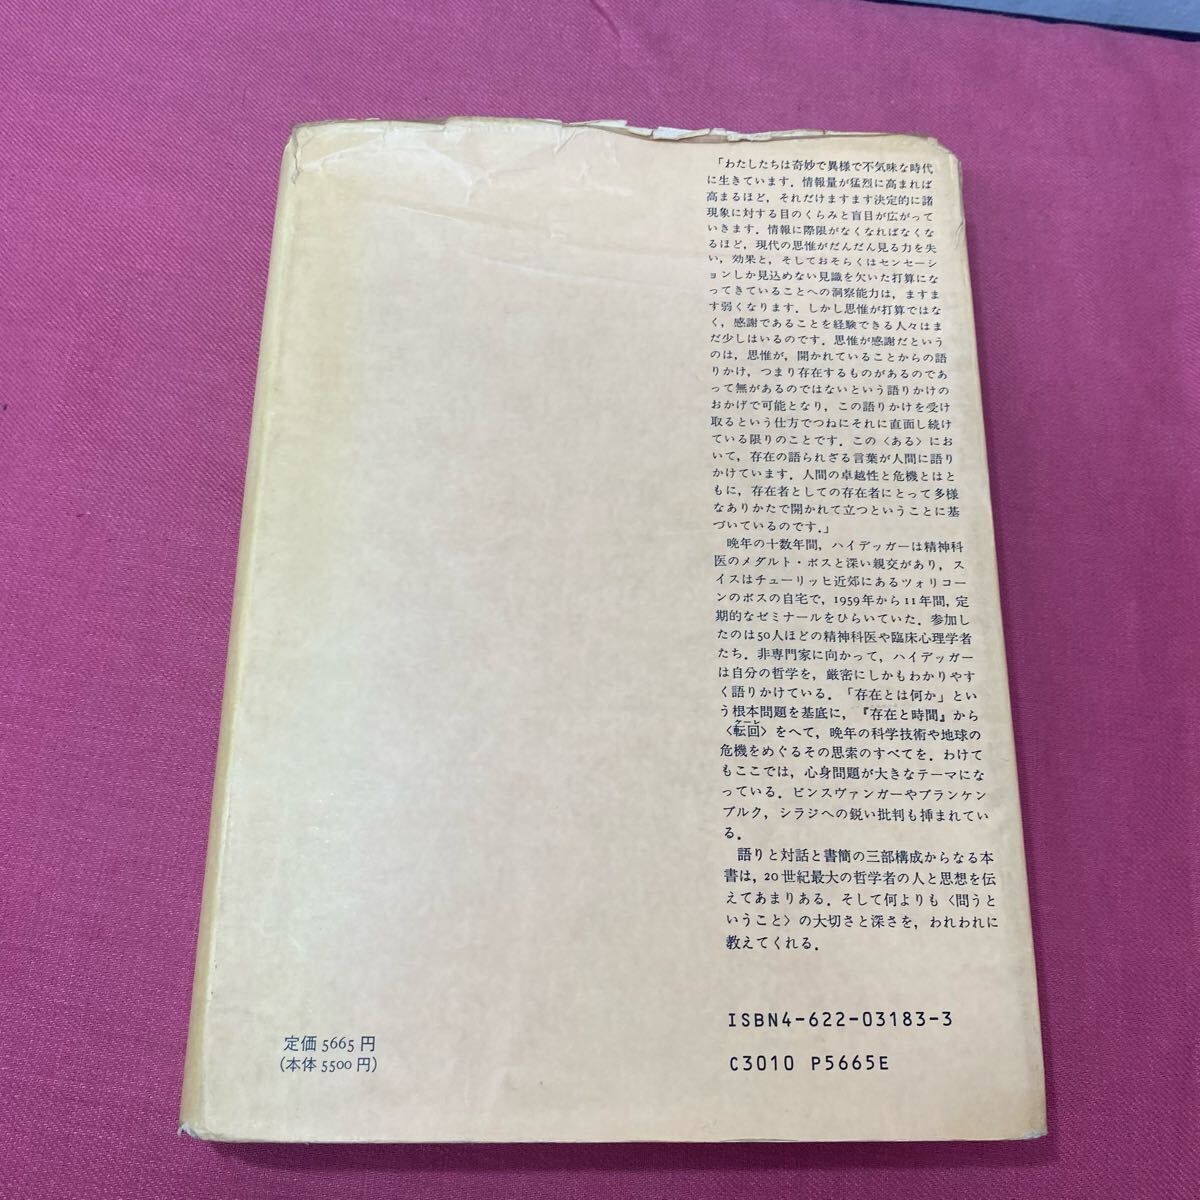 「わたしたちは奇妙で異様で不気味な時代
に生きています．情報量が猛烈に高まれば
高まるほど，それだけますます決定的に諸
現象に対する目のくらみと盲目が広がって
いきます．情報に際限がなくなればなくな
るほど，現代の思惟がだんだん見る力を失
い，効果と，そしておそらくはセンセーシ
ョンしか見込めない見識を欠いた打算にな
ってきていることへの洞察能力は，ますま
す弱くなります．しかし思惟が打算ではな
く，感謝であることを経験できる人々はま
だ少しはいるのです．思惟が感謝だという
のは，思惟が，開かれていることからの語
りかけ，つまり存在するものがあるのであ
って無があるのではないという語りかけの
おかげで可能となり，この語りかけを受け
取るという仕方でつねにそれに直面し続け
ている限りのことです．この〈ある〉にお
いて，存在の語られざる言葉が人間に語り
かけています．人間の卓越性と危機とはと
もに，存在者としての存在者にとって多様
なありかたで開かれて立つということに基
づいているのです．」
晩年の十数年間，ハイデッガーは精神科
医のメダルト・ボスと深い親交があり，ス
イスはチューリッヒ近郊にあるツォリコー
ンのボスの自宅で，1959年から11年間，定
期的なゼミナールをひらいていた．参加し
たのは50人ほどの精神科医や臨床心理学者
たち．非専門家に向かって，ハイデッガー
は自分の哲学を，厳密にしかもわかりやす
く語りかけている．「存在とは何か」とい
う根本問題を基底に，『存在と時間』から
〈転回〉をへて，晩年の科学技術や地球の
危機をめぐるその思索のすべてを．わけて
もここでは，心身問題が大きなテーマにな
っている．ビンスヴァンガーやブランケン
ブルク，シラジへの鋭い批判も挿まれてい
る．
語りと対話と書簡の三部構成からなる本
書は，20世紀最大の哲学者の人と思想を伝
えてあまりある．そして何よりも〈問うと
いうこと〉の大切さと深さを，われわれに
教えてくれる．
ISBN4-622-03183-3
C3010 P5665E
定価 5665 円
（本体 5500 円）